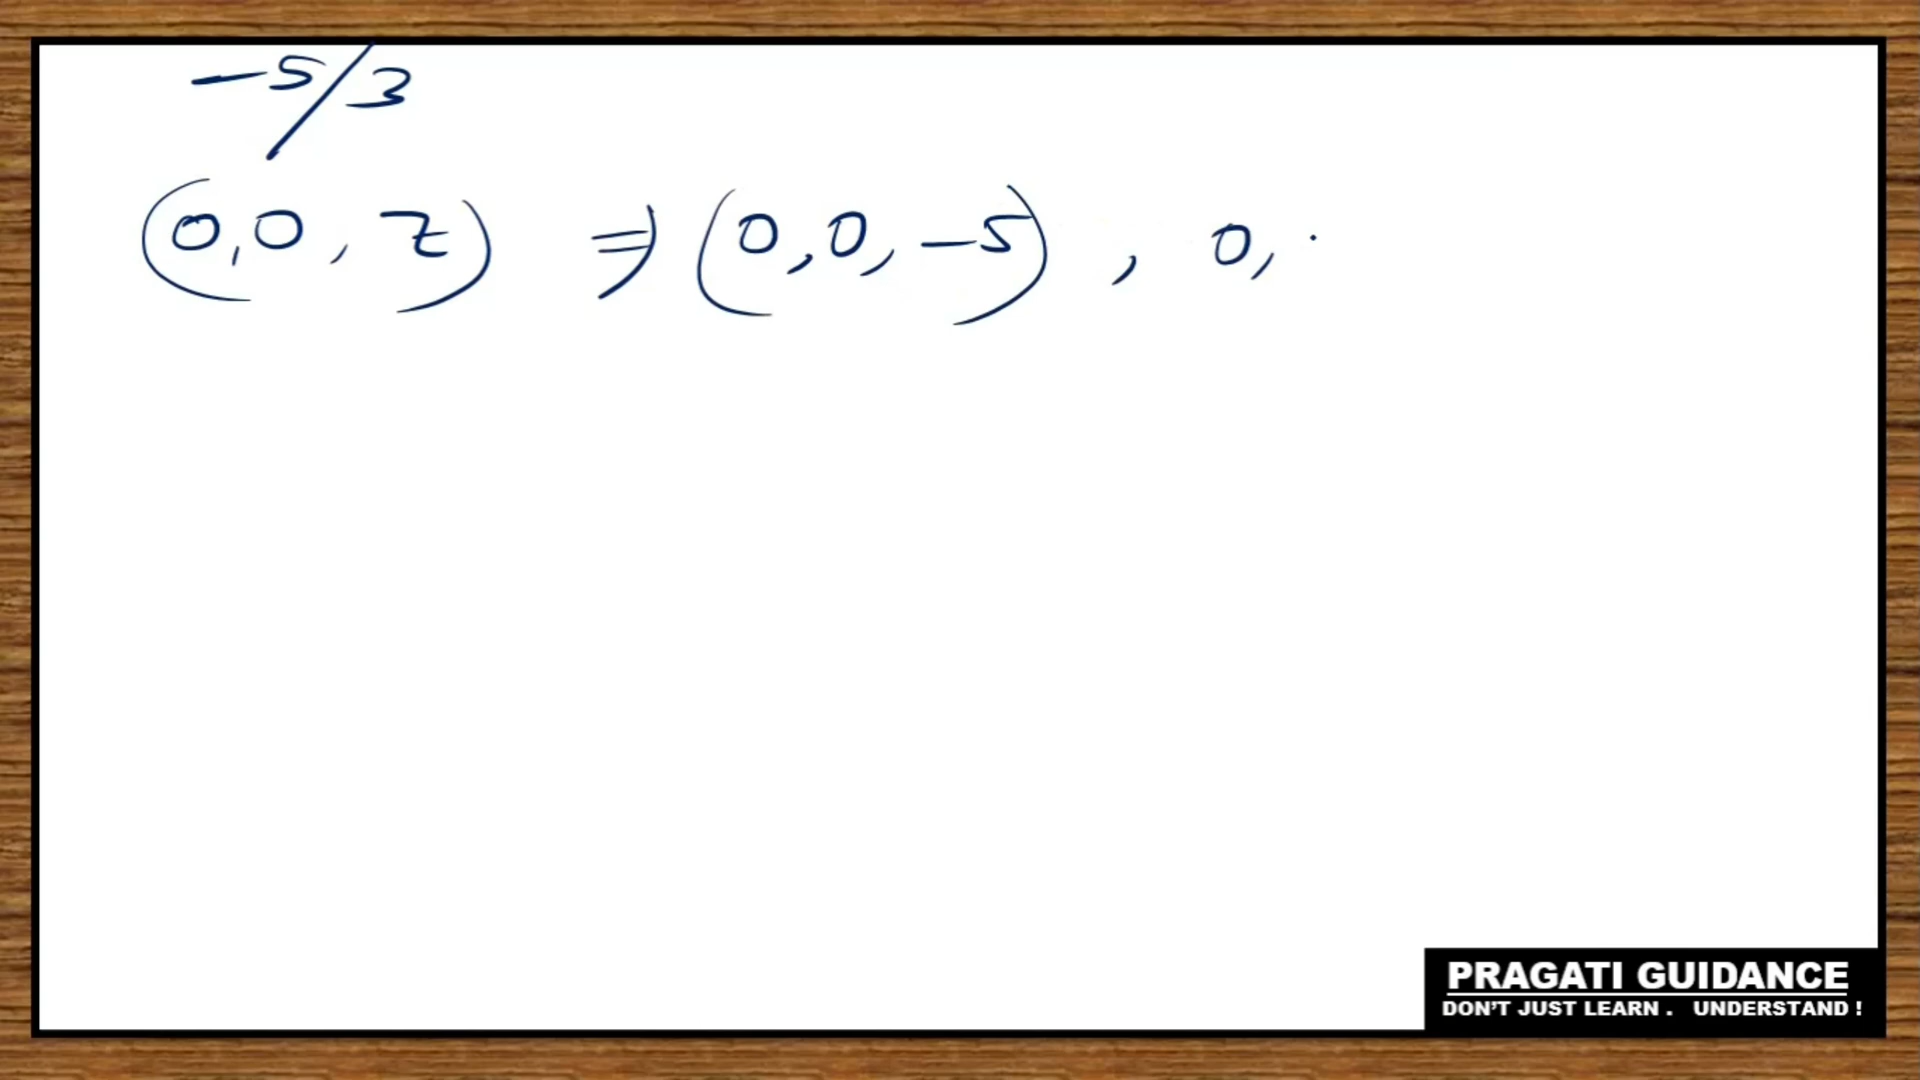 -5/3
(0,0, z) ⇒ (0,0,-5) , 0, .
PRAGATI GUIDANCE
DON'T JUST LEARN . UNDERSTAND !